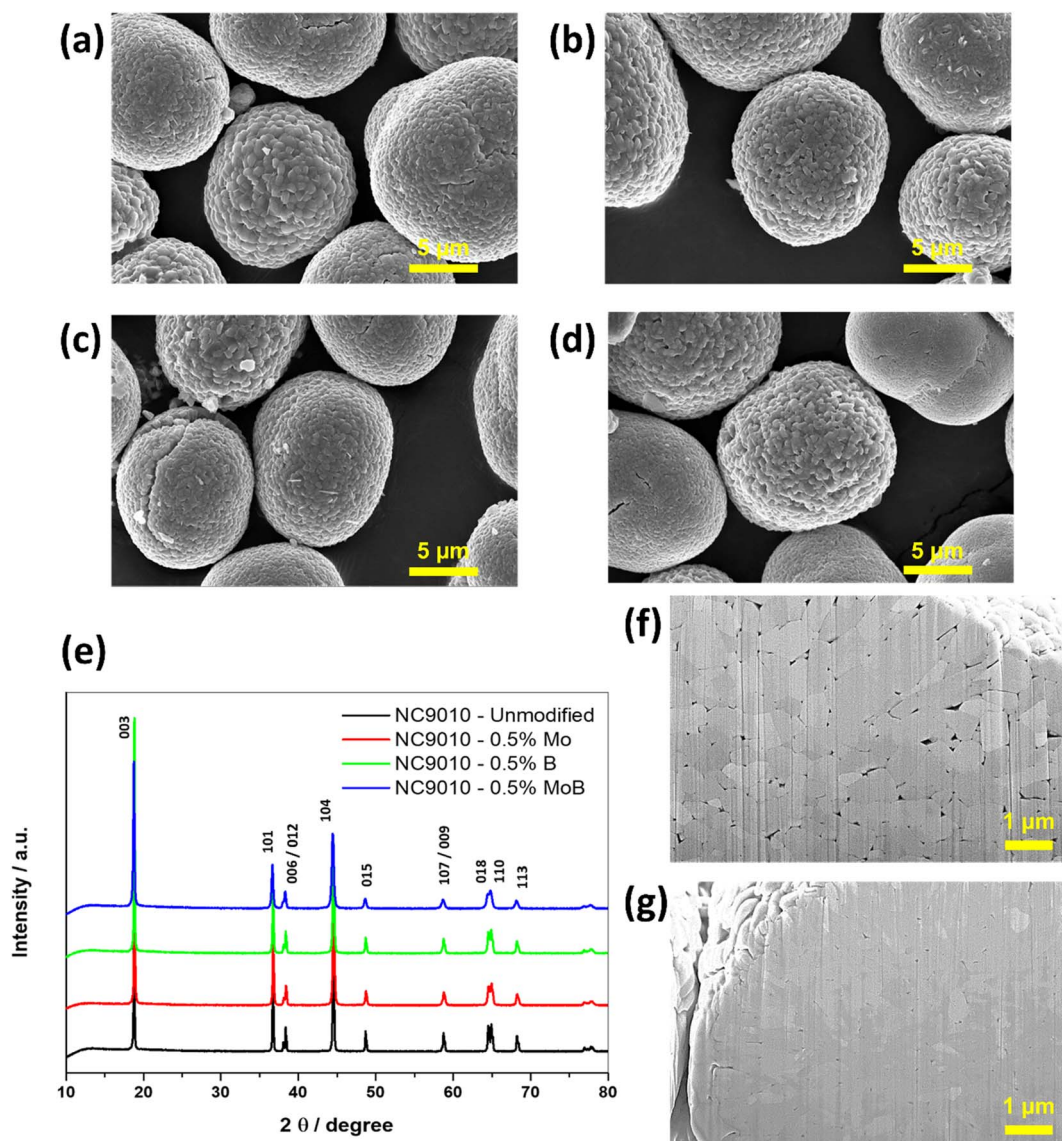 (a)
5 µm
(b)
5 µm
(c)
5 µm
(d)
5 µm
(e)
003
101
006 / 012
104
015
107 / 009
018
110
113
NC9010 - Unmodified
NC9010 - 0.5% Mo
NC9010 - 0.5% B
NC9010 - 0.5% MoB
Intensity / a.u.
10 20 30 40 50 60 70 80
2 θ / degree
(f)
1 µm
(g)
1 µm